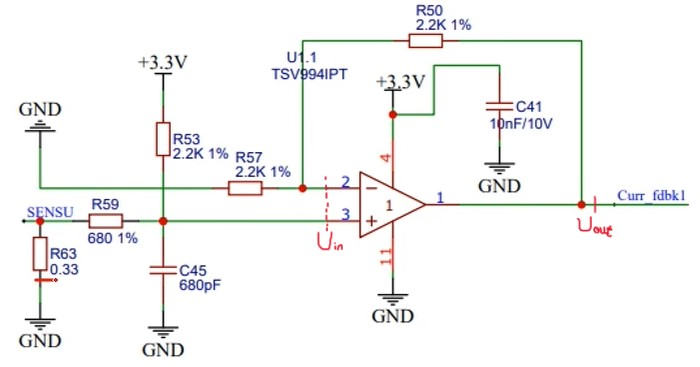 R50
2.2K 1%
U1.1
TSV994IPT
+3.3V
+3.3V
GND
C41
10nF/10V
R53
2.2K 1%
R57
2.2K 1%
4
GND
2
−
1
1
3
+
SENSU
R59
680 1%
Curr_fdbk1
Uin
Uout
R63
0.33
C45
680pF
11
GND
GND
GND